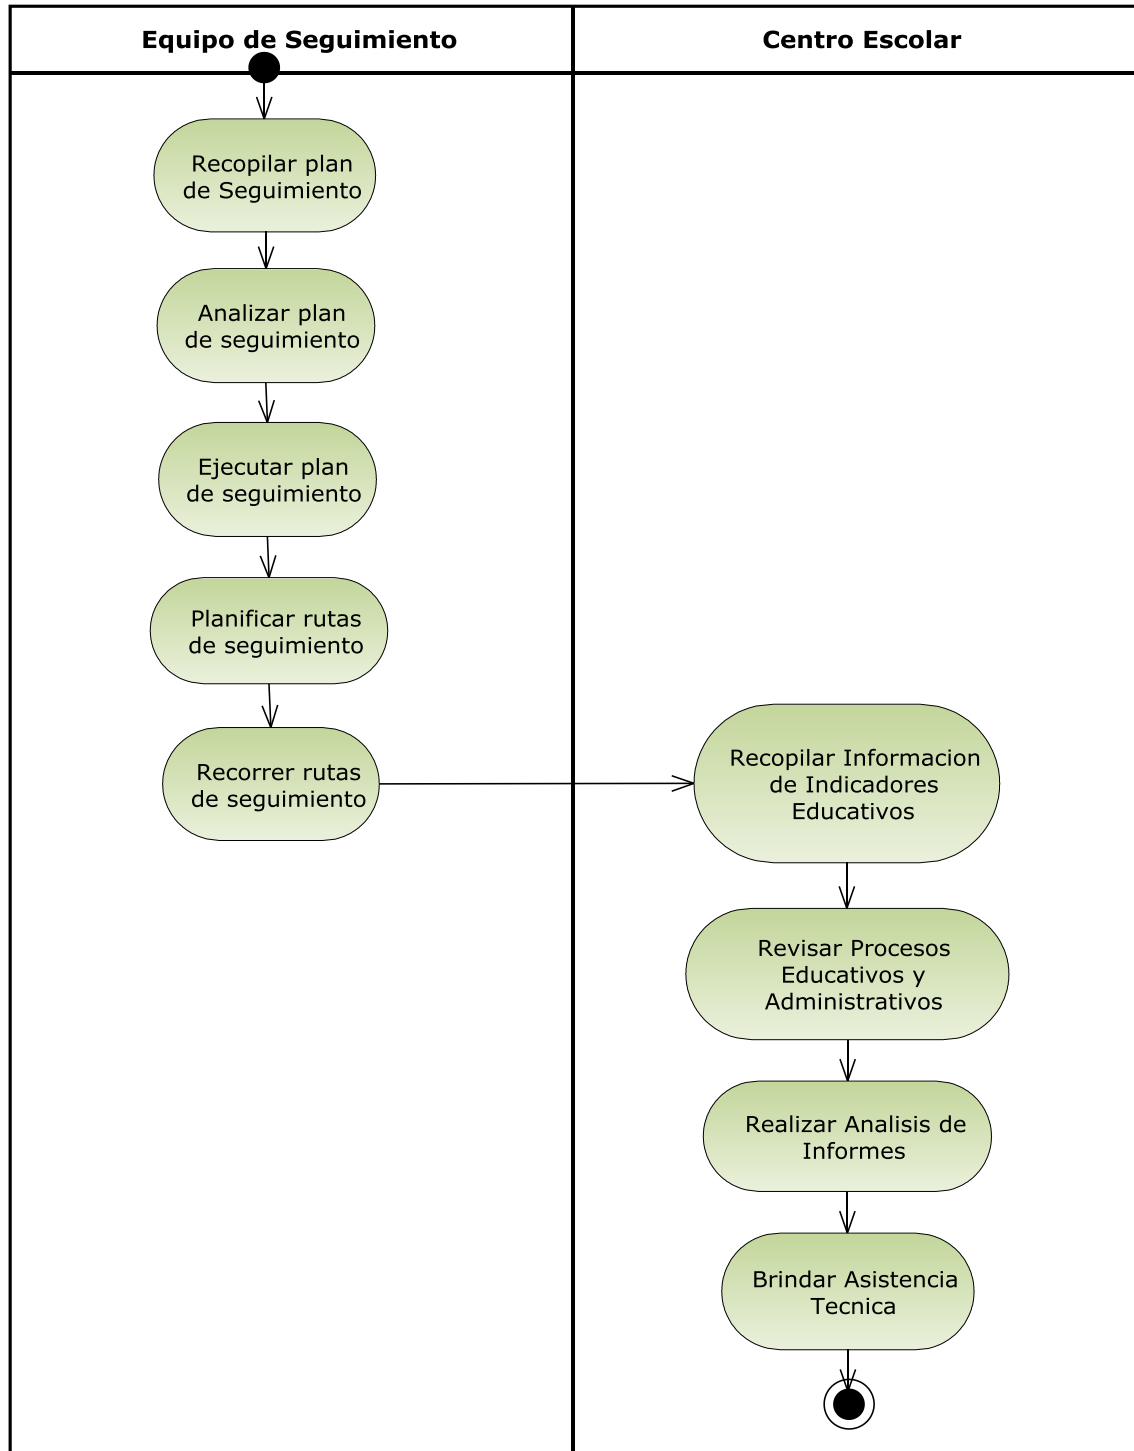 Equipo de Seguimiento
Centro Escolar
Recopilar plan
de Seguimiento
Analizar plan
de seguimiento
Ejecutar plan
de seguimiento
Planificar rutas
de seguimiento
Recorrer rutas
de seguimiento
Recopilar Informacion
de Indicadores
Educativos
Revisar Procesos
Educativos y
Administrativos
Realizar Analisis de
Informes
Brindar Asistencia
Tecnica